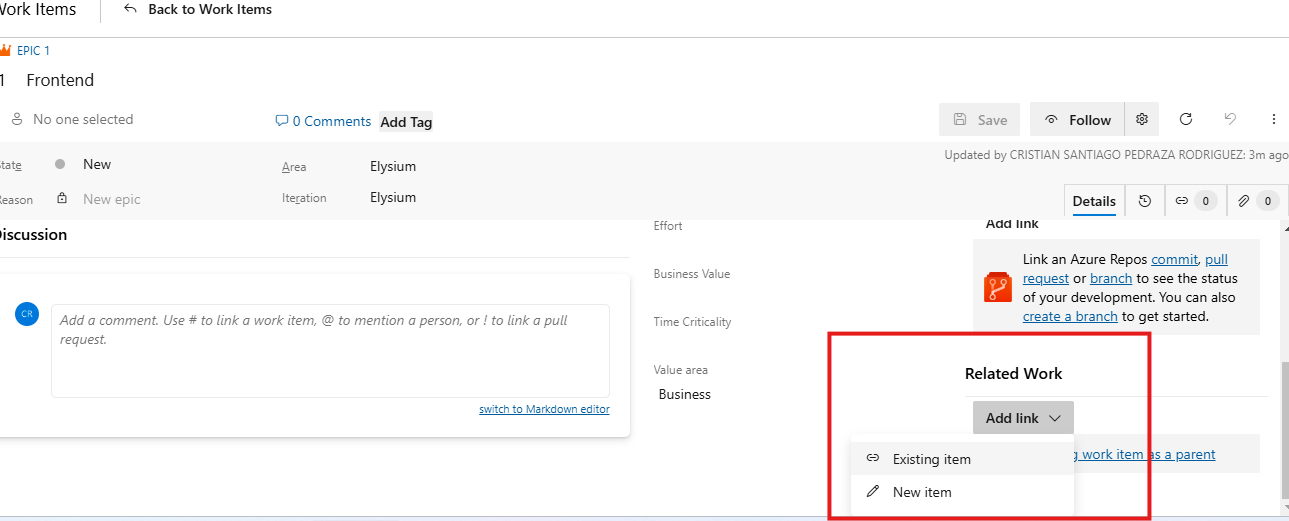 Work Items
Back to Work Items
EPIC 1
1 Frontend
No one selected
0 Comments
Add Tag
Save
Follow
State
New
Area
Elysium
Updated by CRISTIAN SANTIAGO PEDRAZA RODRIGUEZ: 3m ago
Reason
New epic
Iteration
Elysium
Details
0
0
Discussion
CR
Add a comment. Use # to link a work item, @ to mention a person, or ! to link a pull
request.
switch to Markdown editor
Effort
Business Value
Time Criticality
Value area
Business
Add link
Link an Azure Repos commit, pull
request or branch to see the status
of your development. You can also
create a branch to get started.
Related Work
Add link
Existing item
New item
work item as a parent